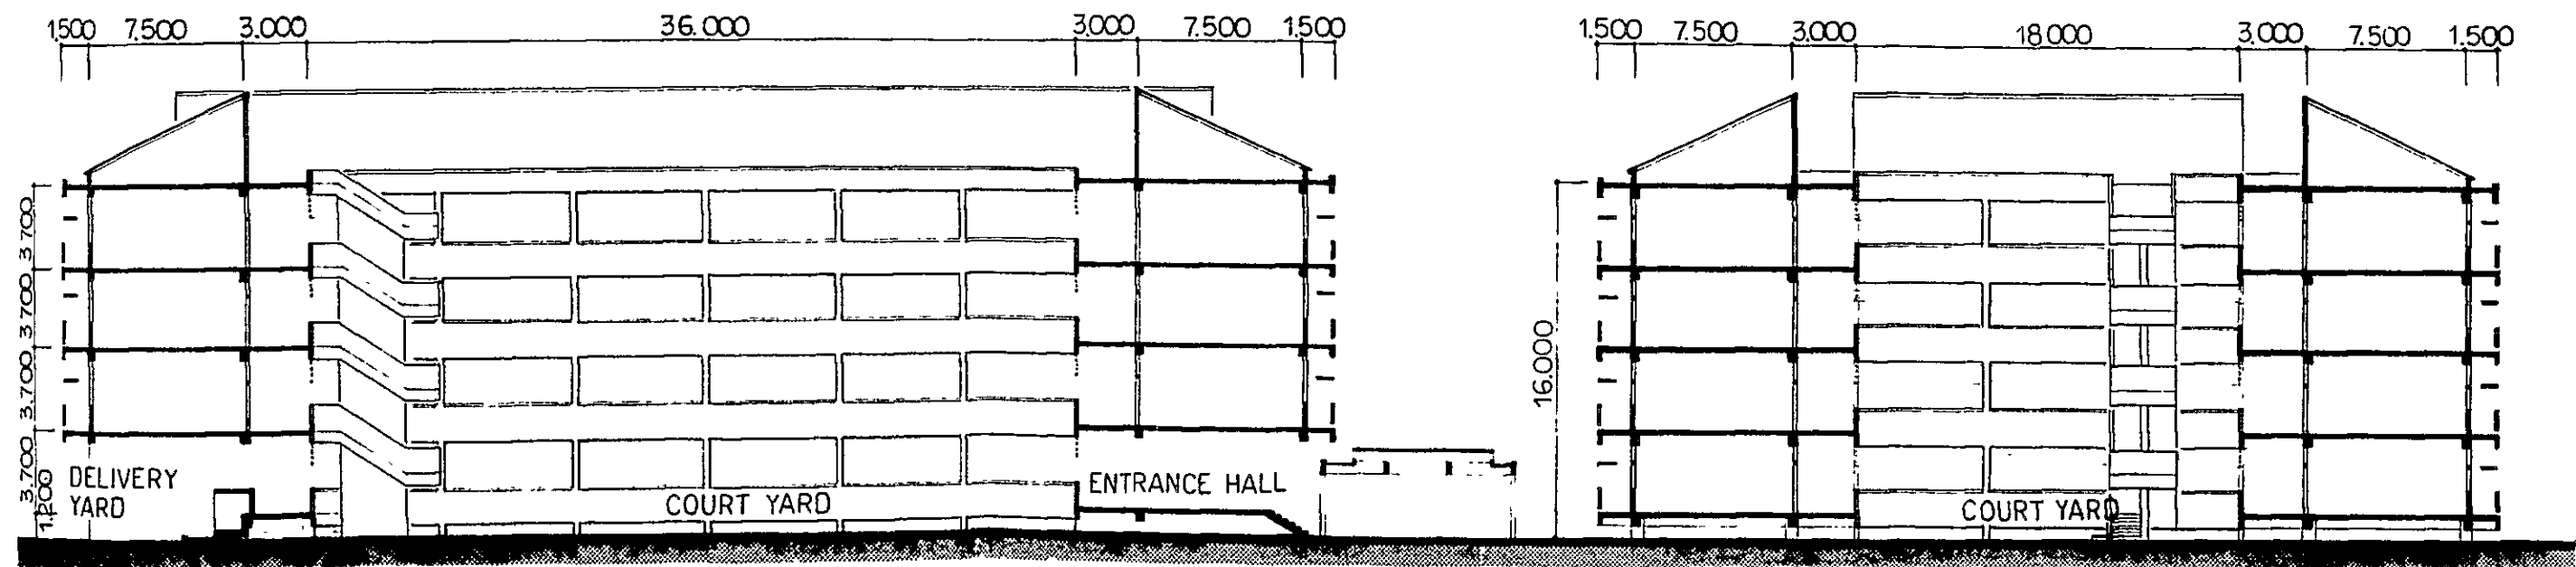 1.500 7.500 3.000 36.000 3.000 7.500 1.500
1.500 7.500 3.000 18.000 3.000 7.500 1.500
3.700
3.700
3.700
3.700
1.200
16.000
DELIVERY
YARD
COURT YARD
ENTRANCE HALL
COURT YARD